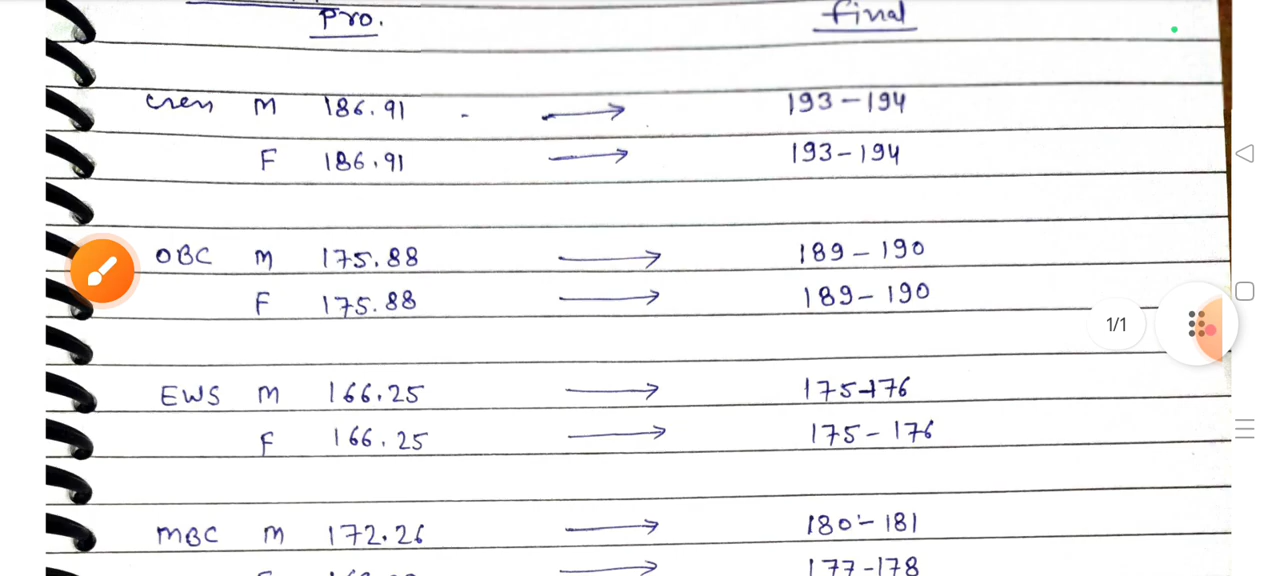 Pro. Final
Gen M 186.91 → 193-194
F 186.91 → 193-194
OBC M 175.88 → 189-190
F 175.88 → 189-190
1/1
EWS M 166.25 → 175-176
F 166.25 → 175-176
MBC M 172.26 → 180-181
→ 177-178